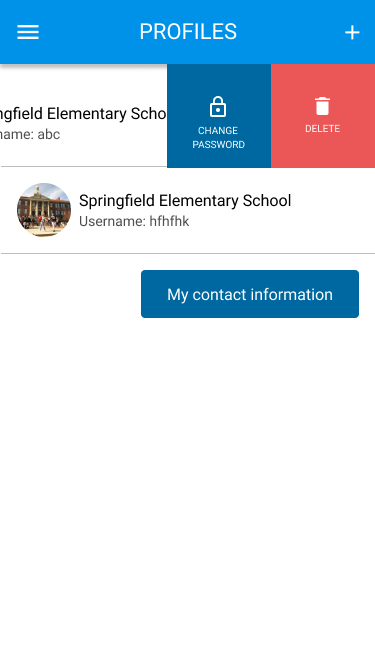 PROFILES
ngfield Elementary Scho
name: abc
CHANGE
PASSWORD
DELETE
Springfield Elementary School
Username: hfhfhk
My contact information